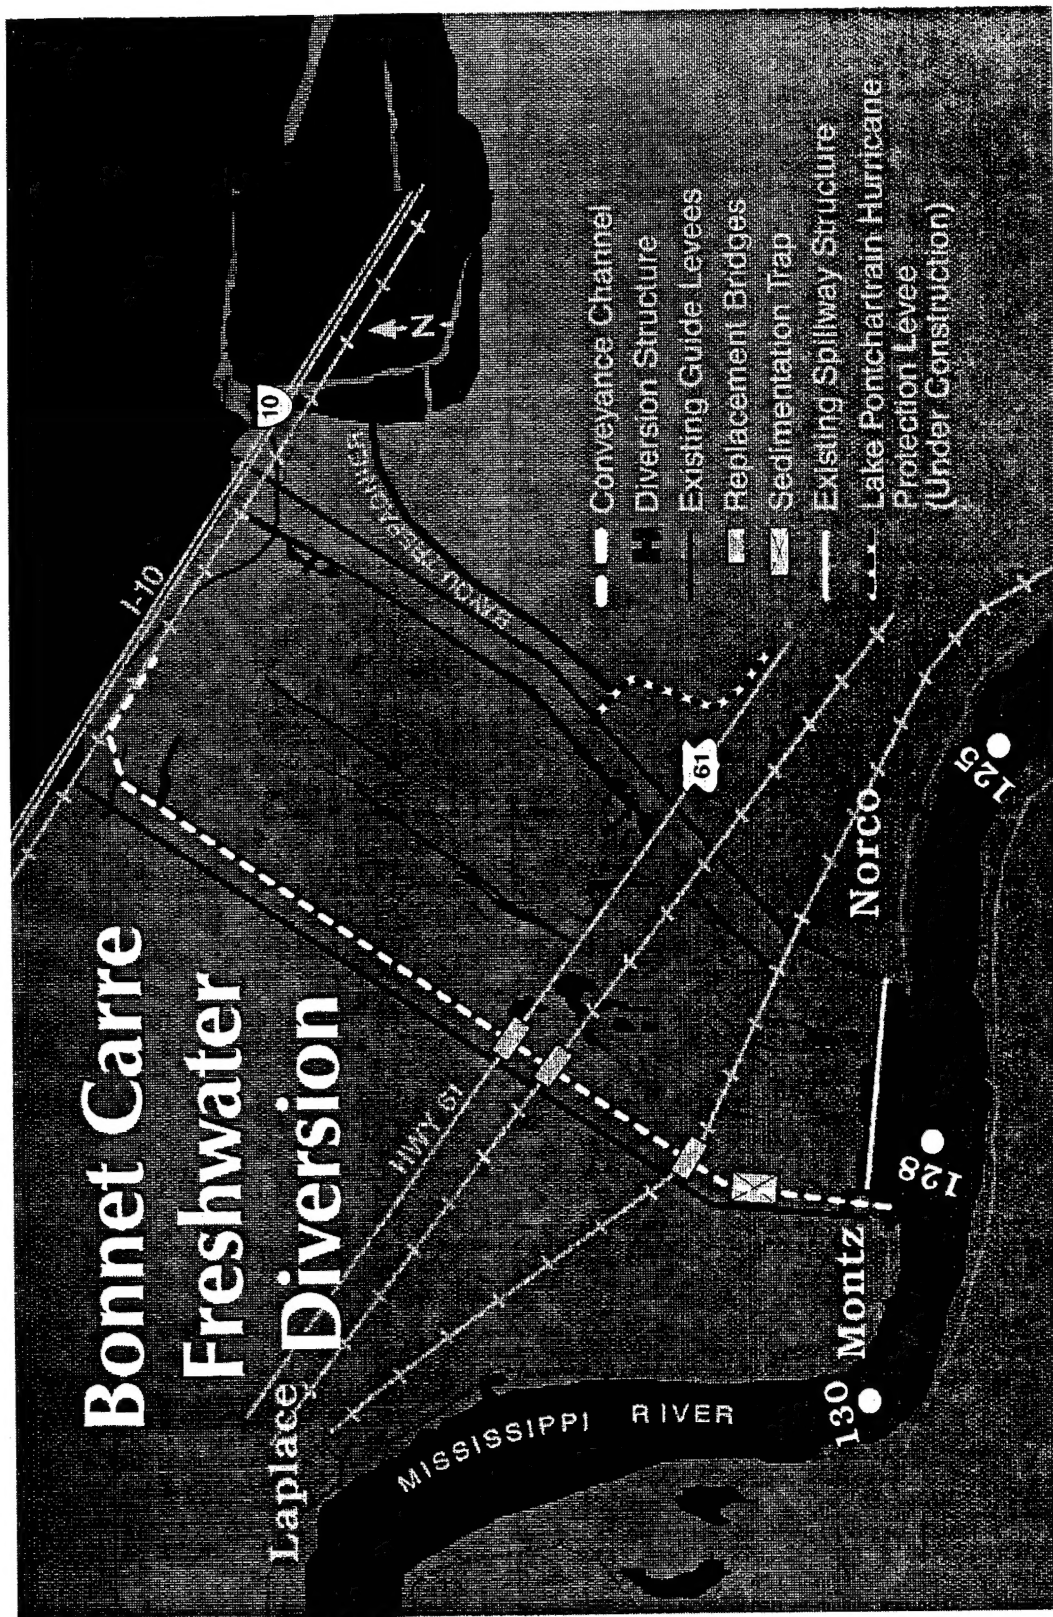 Bonnet Carre
Freshwater
Diversion
Laplace
HWY 61
I-10
10
N
BAYOU TREPAGNIER
61
MISSISSIPPI RIVER
130
Montz
128
Norco
125
Conveyance Channel
Diversion Structure
Existing Guide Levees
Replacement Bridges
Sedimentation Trap
Existing Spillway Structure
Lake Pontchartrain Hurricane
Protection Levee
(Under Construction)